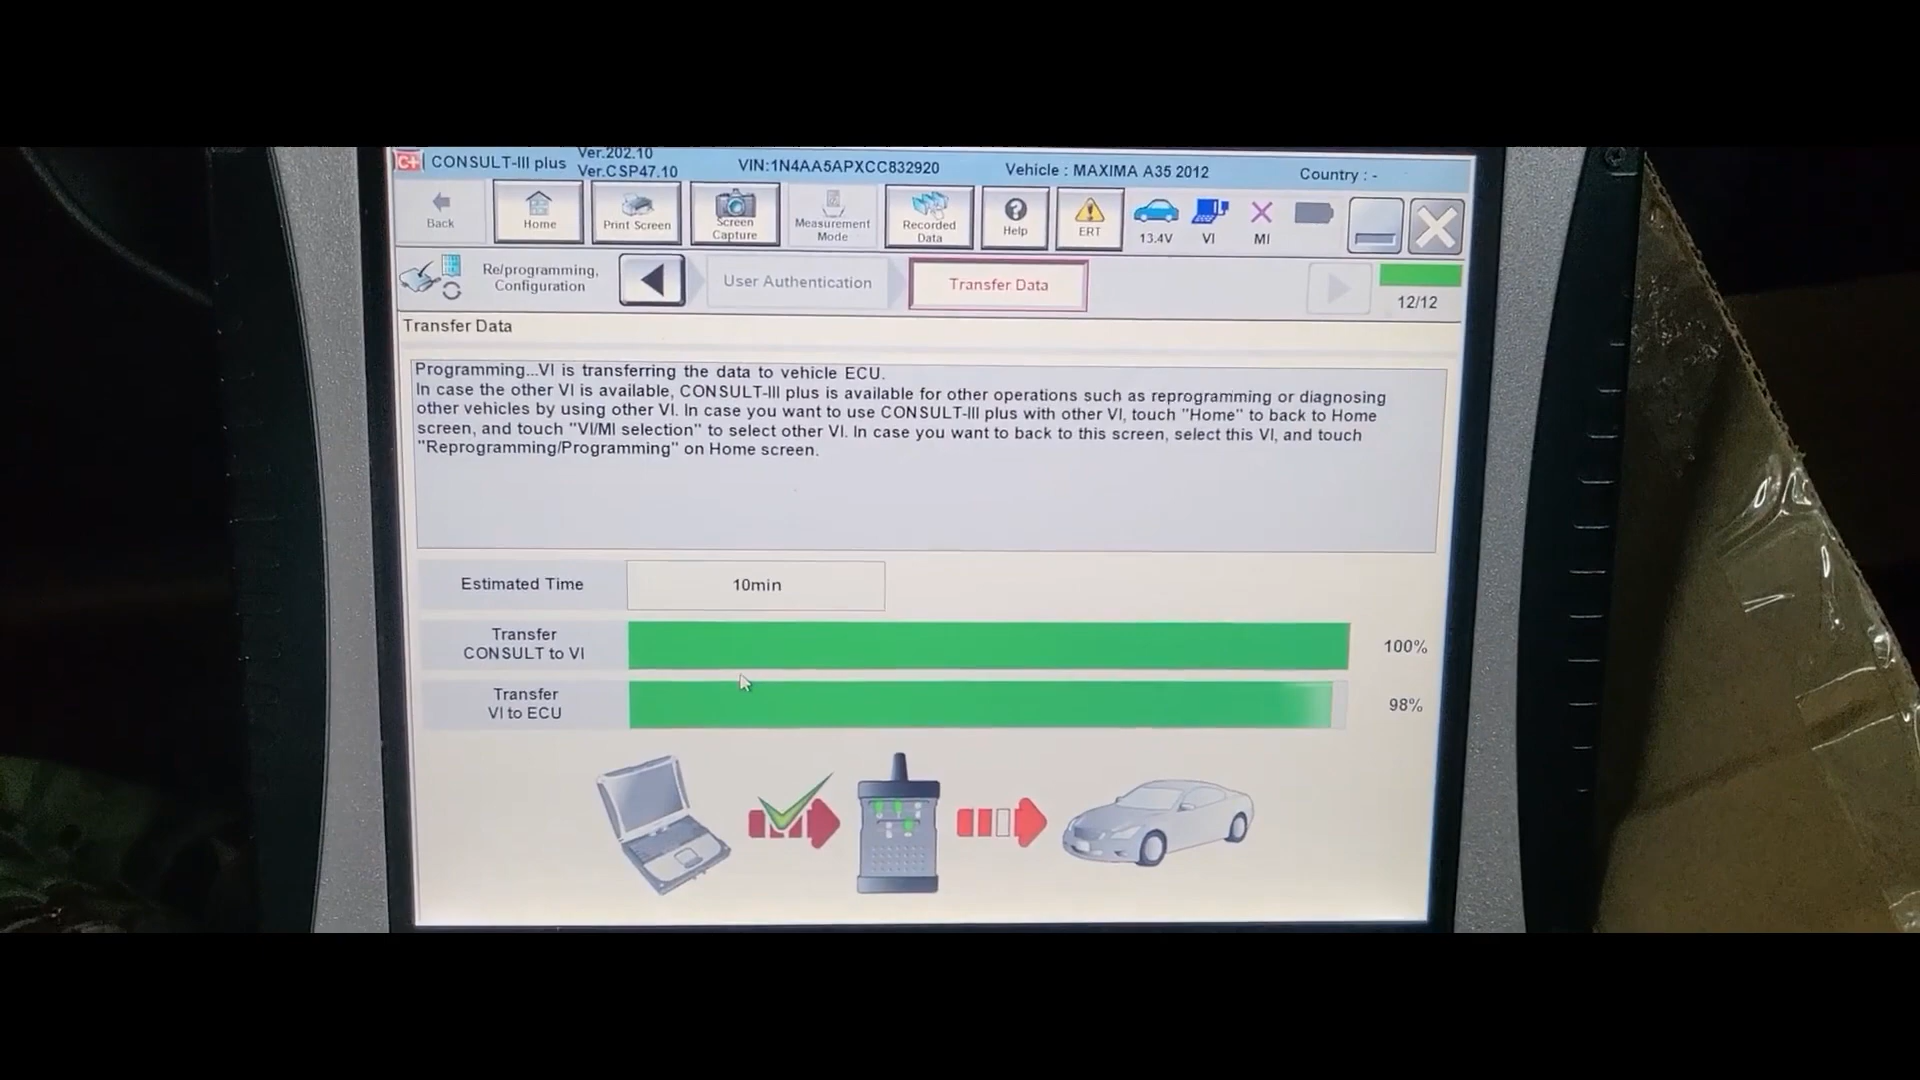 C+ CONSULT-III plus
Ver.202.10
Ver.CSP47.10
VIN:1N4AA5APXCC832920
Vehicle : MAXIMA A35 2012
Country : -
Back
Home
Print Screen
Screen
Capture
Measurement
Mode
Recorded
Data
Help
ERT
13.4V
VI
MI
Re/programming,
Configuration
User Authentication
Transfer Data
12/12
Transfer Data
Programming...VI is transferring the data to vehicle ECU.
In case the other VI is available, CONSULT-III plus is available for other operations such as reprogramming or diagnosing
other vehicles by using other VI. In case you want to use CONSULT-III plus with other VI, touch "Home" to back to Home
screen, and touch "VI/MI selection" to select other VI. In case you want to back to this screen, select this VI, and touch
"Reprogramming/Programming" on Home screen.
Estimated Time
10min
Transfer
CONSULT to VI
100%
Transfer
VI to ECU
98%